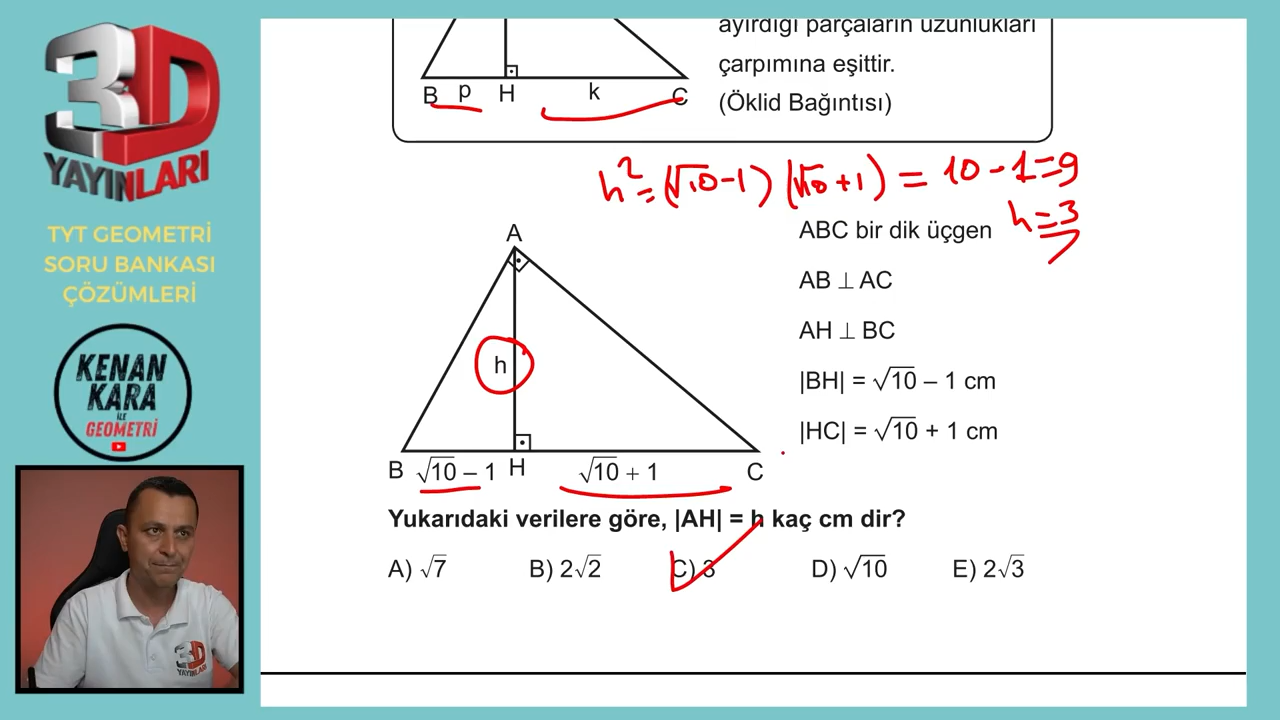 3D
YAYINLARI
TYT GEOMETRİ
SORU BANKASI
ÇÖZÜMLERİ
KENAN
KARA
İLE
GEOMETRİ
3D
YAYINLARI
ayırdığı parçaların uzunlukları
çarpımına eşittir.
(Öklid Bağıntısı)
B p H k C
h² = (√10 - 1) (√10 + 1) = 10 - 1 = 9
h = 3
A
h
B √10 – 1 H √10 + 1 C
ABC bir dik üçgen
AB ⊥ AC
AH ⊥ BC
|BH| = √10 – 1 cm
|HC| = √10 + 1 cm
Yukarıdaki verilere göre, |AH| = h kaç cm dir?
A) √7 B) 2√2 C) 3 D) √10 E) 2√3